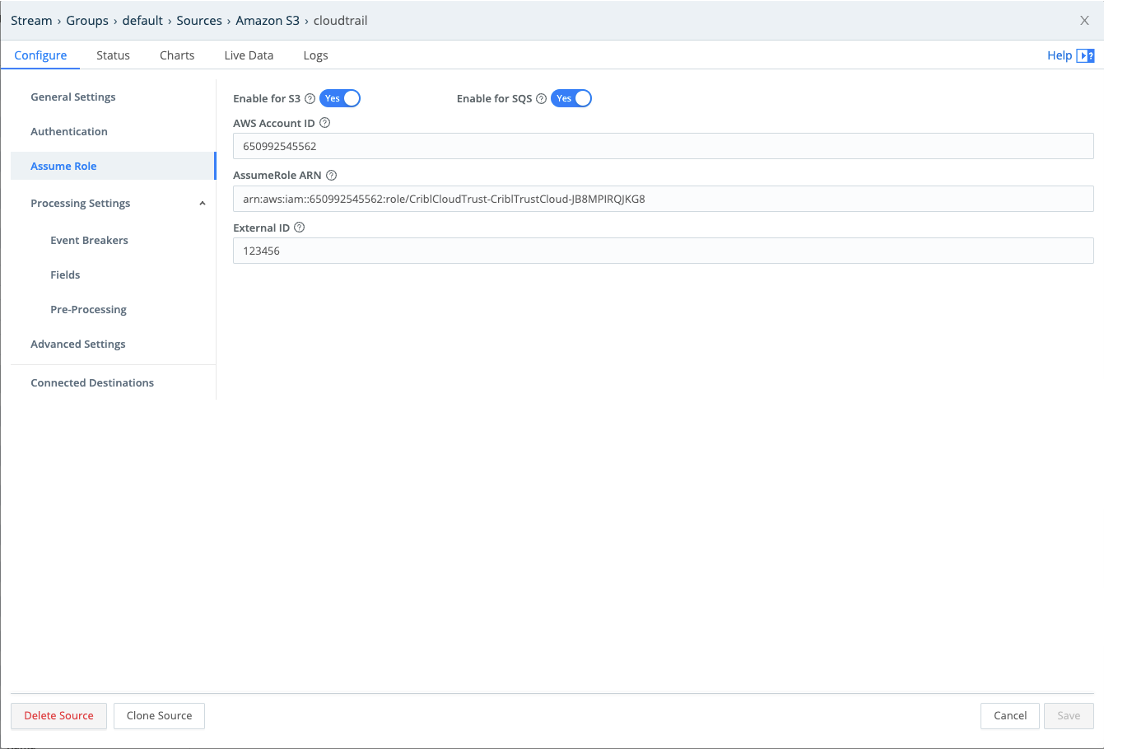 Stream › Groups › default › Sources › Amazon S3 › cloudtrail X
Configure Status Charts Live Data Logs Help
General Settings
Authentication
Assume Role
Processing Settings
Event Breakers
Fields
Pre-Processing
Advanced Settings
Connected Destinations
Enable for S3 ? Yes Enable for SQS ? Yes
AWS Account ID ?
650992545562
AssumeRole ARN ?
arn:aws:iam::650992545562:role/CriblCloudTrust-CriblTrustCloud-JB8MPIRQJKG8
External ID ?
123456
Delete Source Clone Source Cancel Save